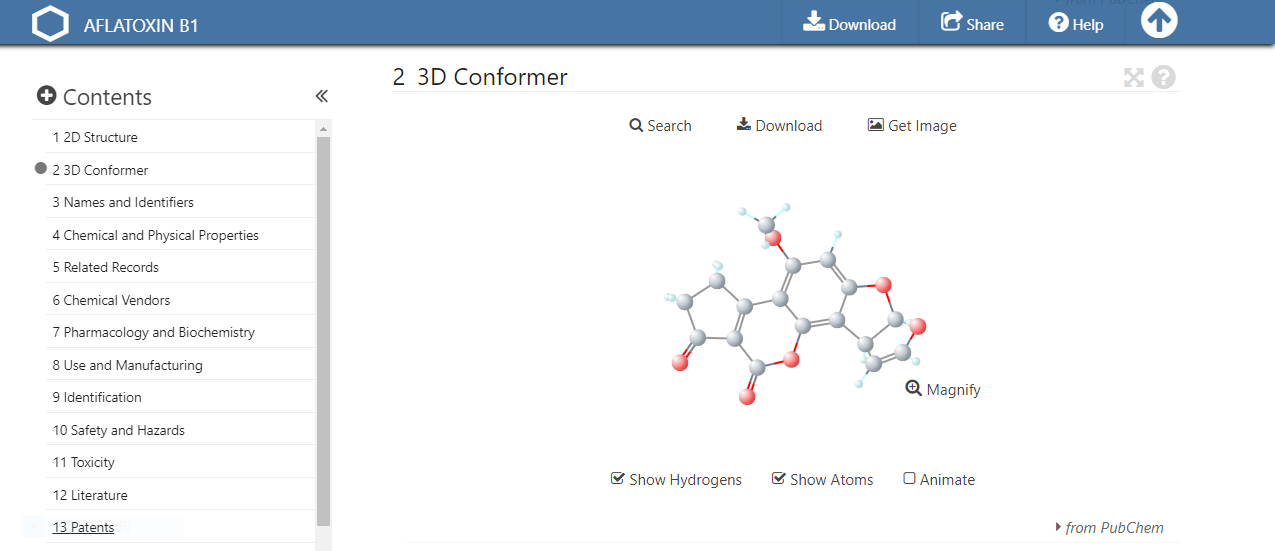 AFLATOXIN B1
Download
Share
Help
Contents
1 2D Structure
2 3D Conformer
3 Names and Identifiers
4 Chemical and Physical Properties
5 Related Records
6 Chemical Vendors
7 Pharmacology and Biochemistry
8 Use and Manufacturing
9 Identification
10 Safety and Hazards
11 Toxicity
12 Literature
13 Patents
2 3D Conformer
?
Search Download Get Image
Magnify
Show Hydrogens Show Atoms Animate
from PubChem